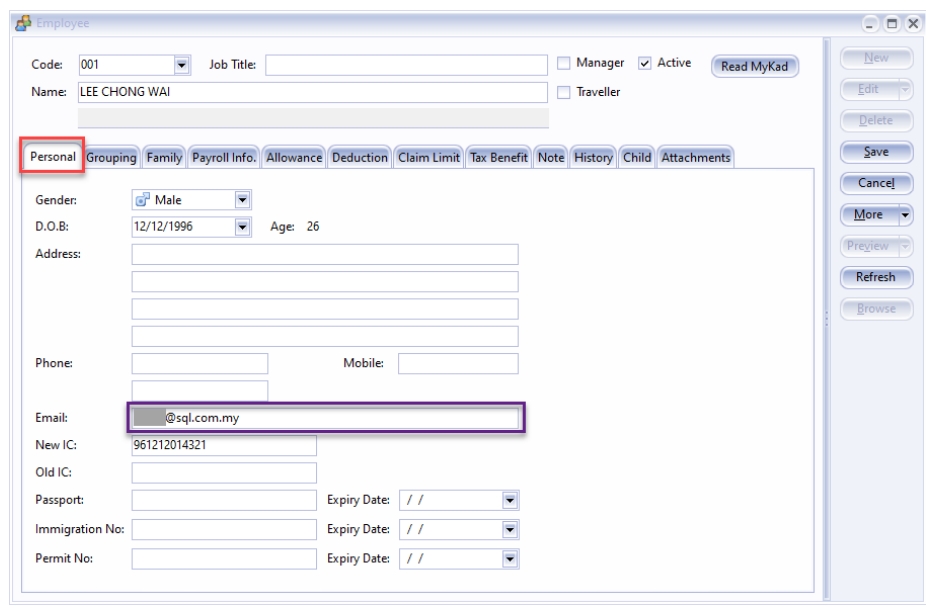 Employee
Code: 001 Job Title: Manager Active Read MyKad
Name: LEE CHONG WAI Traveller
Personal Grouping Family Payroll Info. Allowance Deduction Claim Limit Tax Benefit Note History Child Attachments
Gender: Male
D.O.B: 12/12/1996 Age: 26
Address:
Phone: Mobile:
Email: @sql.com.my
New IC: 961212014321
Old IC:
Passport: Expiry Date: / /
Immigration No: Expiry Date: / /
Permit No: Expiry Date: / /
New
Edit
Delete
Save
Cancel
More
Preview
Refresh
Browse